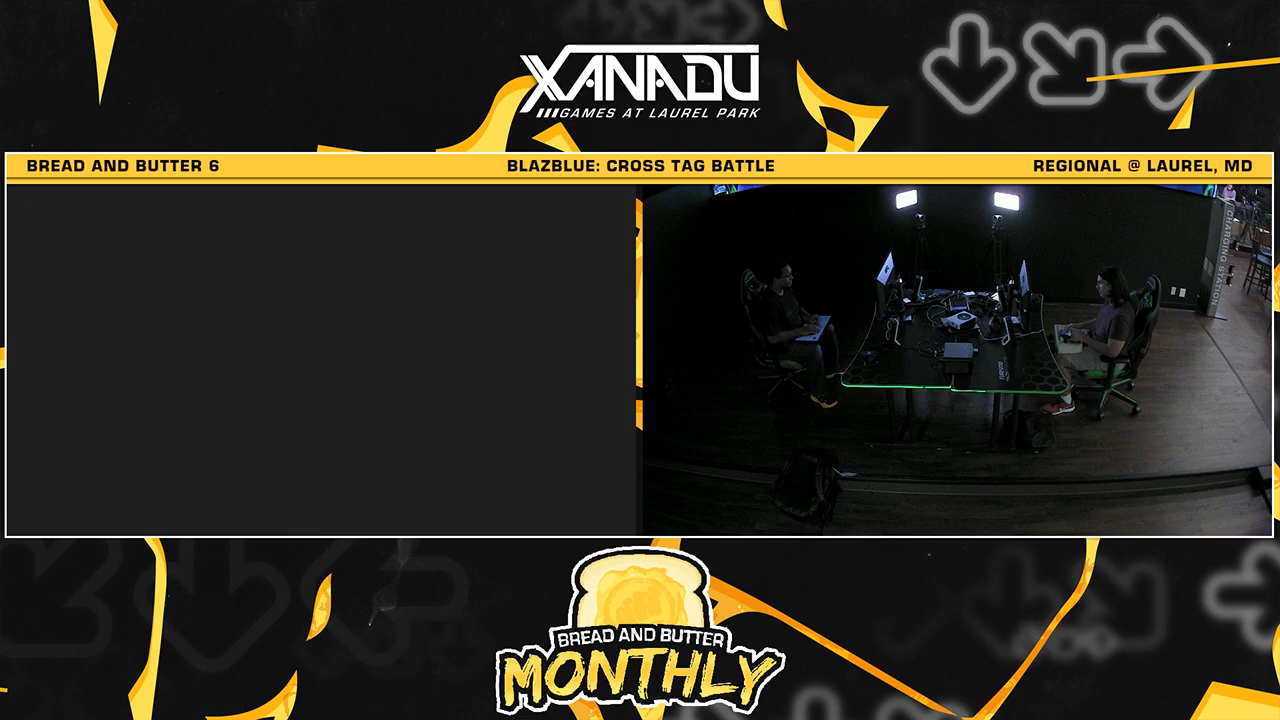 XANADU
GAMES AT LAUREL PARK
BREAD AND BUTTER 6
BLAZBLUE: CROSS TAG BATTLE
REGIONAL @ LAUREL, MD
CHARGING STATION
BREAD AND BUTTER
MONTHLY